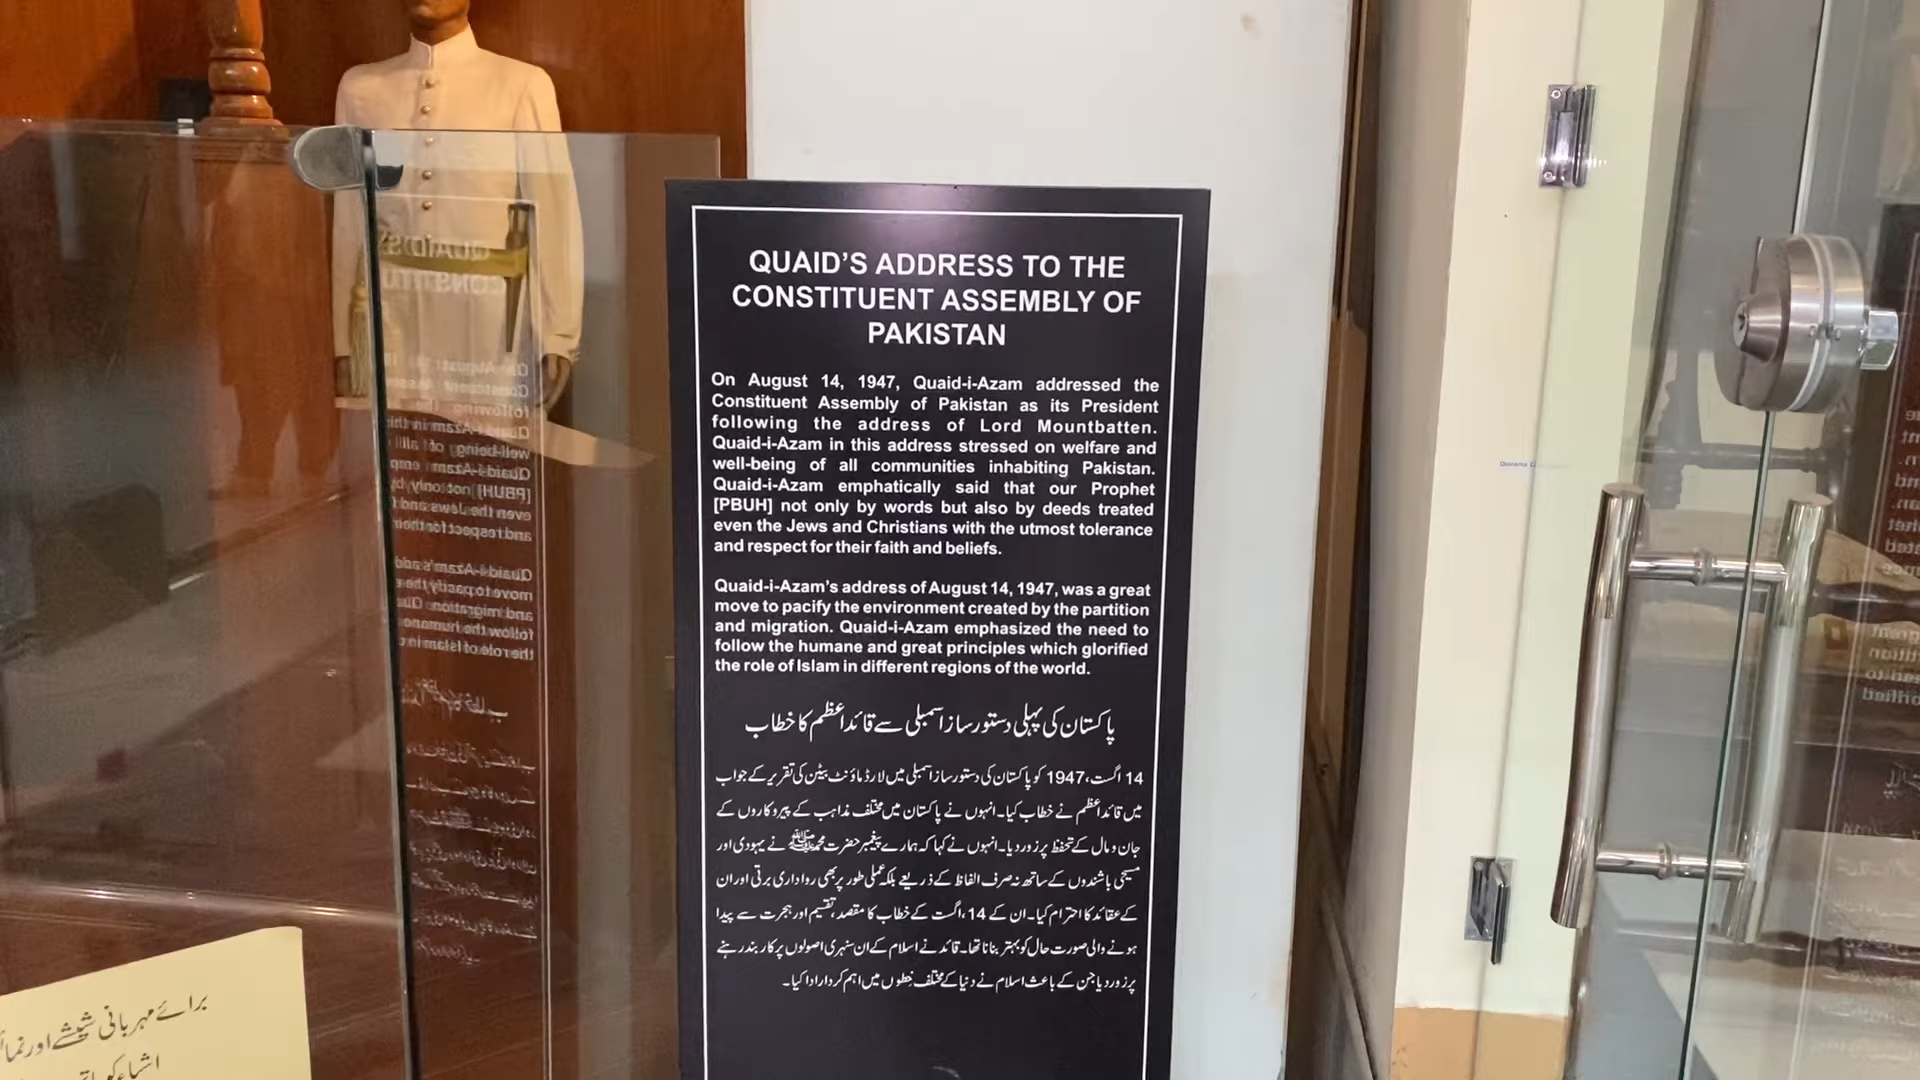 QUAID'S ADDRESS TO THE
CONSTITUENT ASSEMBLY OF
PAKISTAN
On August 14, 1947, Quaid-i-Azam addressed the
Constituent Assembly of Pakistan as its President
following the address of Lord Mountbatten.
Quaid-i-Azam in this address stressed on welfare and
well-being of all communities inhabiting Pakistan.
Quaid-i-Azam emphatically said that our Prophet
[PBUH] not only by words but also by deeds treated
even the Jews and Christians with the utmost tolerance
and respect for their faith and beliefs.
Quaid-i-Azam's address of August 14, 1947, was a great
move to pacify the environment created by the partition
and migration. Quaid-i-Azam emphasized the need to
follow the humane and great principles which glorified
the role of Islam in different regions of the world.
پاکستان کی پہلی دستور ساز اسمبلی سے قائداعظم کا خطاب
14 اگست، 1947 کو پاکستان کی دستور ساز اسمبلی میں لارڈ ماؤنٹ بیٹن کی تقریر کے جواب
میں قائداعظم نے خطاب کیا۔ انہوں نے پاکستان میں مختلف مذاہب کے پیروکاروں کے
جان و مال کے تحفظ پر زور دیا۔ انہوں نے کہا کہ ہمارے پیغمبر حضرت محمد ﷺ نے یہودی اور
مسیحی باشندوں کے ساتھ نہ صرف الفاظ کے ذریعے بلکہ عملی طور پر بھی رواداری برتی اور ان
کے عقائد کا احترام کیا۔ ان کے 14، اگست کے خطاب کا مقصد، تقسیم اور ہجرت سے پیدا
ہونے والی صورت حال کو بہتر بنانا تھا۔ قائد نے اسلام کے ان سنہری اصولوں پر کاربند رہنے
پر زور دیا جن کے باعث اسلام نے دنیا کے مختلف خطوں میں اہم کردار ادا کیا۔
برائے مہربانی شیشے اور
اشیاء کو